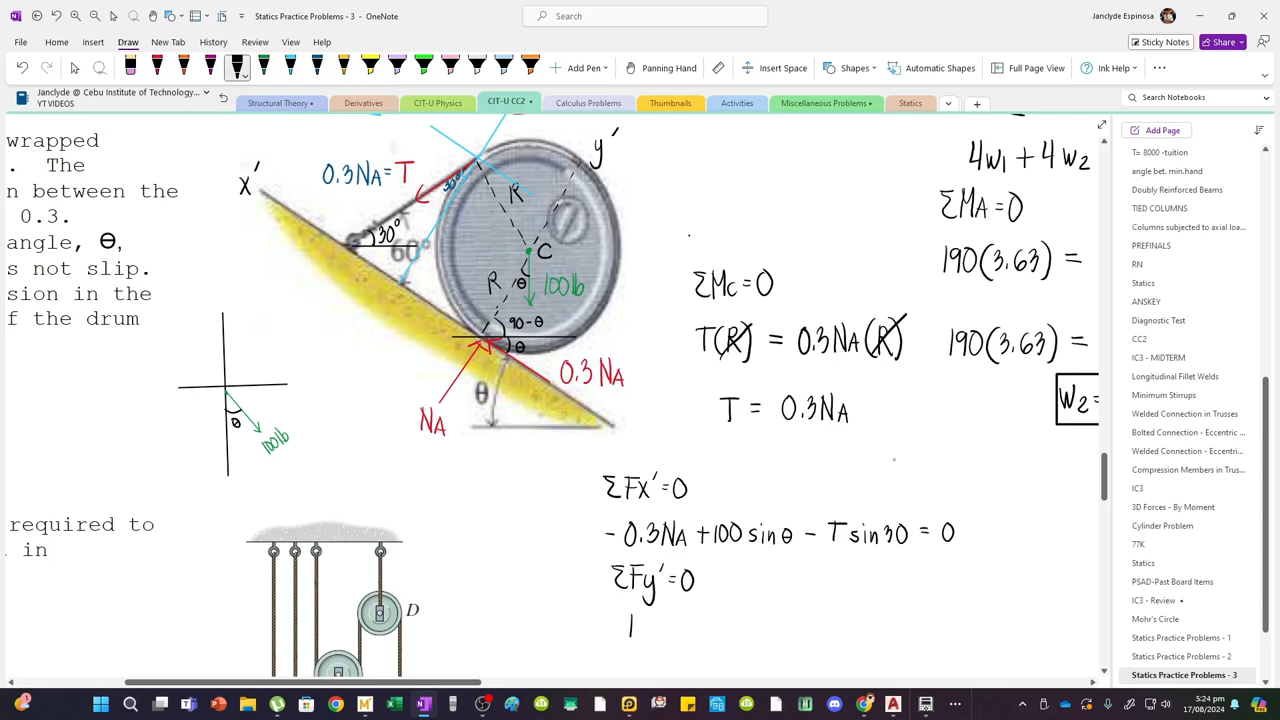 Statics Practice Problems - 3 - OneNote
Search
Janclyde Espinosa
File Home Insert Draw New Tab History Review View Help
Sticky Notes
Share
Add Pen
Panning Hand
Insert Space
Shapes
Automatic Shapes
Full Page View
Ink Help
Janclyde @ Cebu Institute of Technology...
YT VIDEOS
Structural Theory
Derivatives
CIT-U Physics
CIT-U CC2
Calculus Problems
Thumbnails
Activities
Miscellaneous Problems
Statics
Search Notebooks
Add Page
wrapped
. The
n between the
0.3.
angle, θ,
s not slip.
sion in the
f the drum
required to
in
x'
0.3NA=T
30°
y'
R
30°
60°
C
R
θ
100lb
90-θ
θ
0.3NA
θ
NA
θ
100lb
D
ΣMc=0
T(R) = 0.3NA(R)
T = 0.3NA
ΣFx'=0
- 0.3NA +100 sinθ - T sin30 = 0
ΣFy'=0
4W1 + 4W2
ΣMA=0
190(3.63) =
190(3.63) =
W2=
T= 8000 -tuition
angle bet. min.hand
Doubly Reinforced Beams
TIED COLUMNS
Columns subjected to axial loa...
PREFINALS
RN
Statics
ANSKEY
Diagnostic Test
CC2
IC3 - MIDTERM
Longitudinal Fillet Welds
Minimum Stirrups
Welded Connection in Trusses
Bolted Connection - Eccentric ...
Welded Connection - Eccentri...
Compression Members in Trus...
IC3
3D Forces - By Moment
Cylinder Problem
77K
Statics
PSAD-Past Board Items
IC3 - Review
Mohr's Circle
Statics Practice Problems - 1
Statics Practice Problems - 2
Statics Practice Problems - 3
5:24 pm
17/08/2024